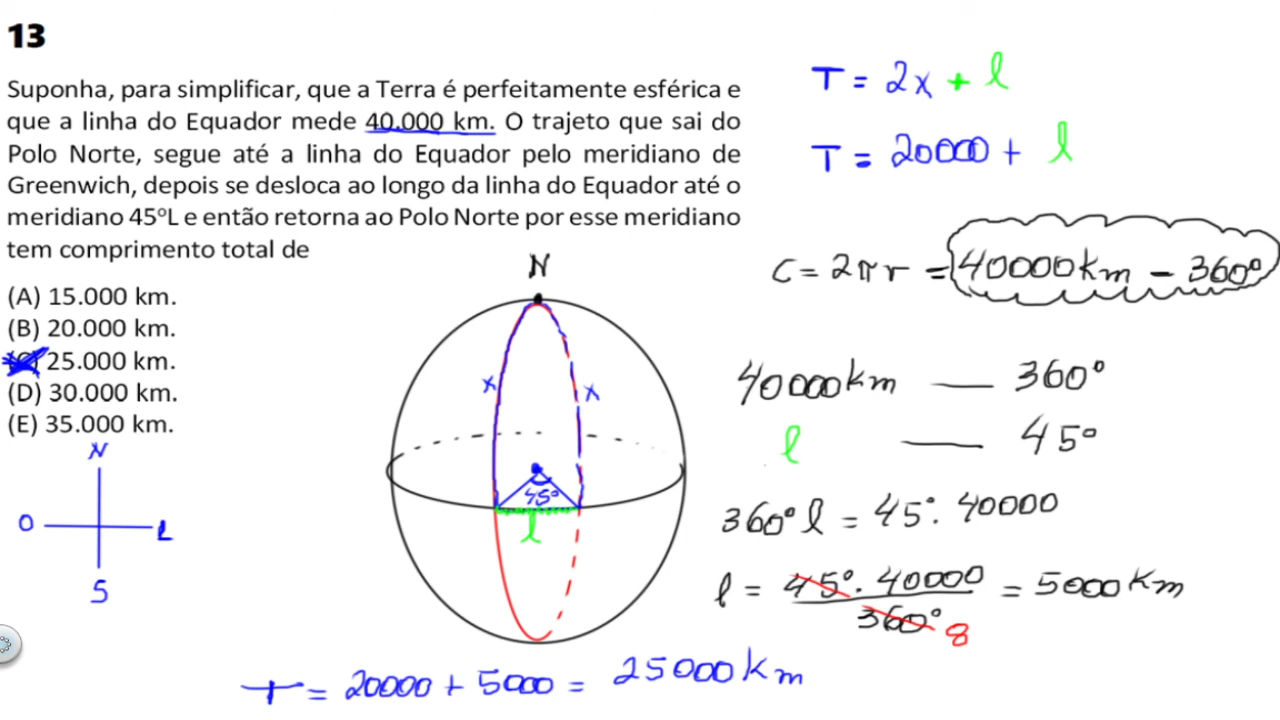 13
Suponha, para simplificar, que a Terra é perfeitamente esférica e
que a linha do Equador mede 40.000 km. O trajeto que sai do
Polo Norte, segue até a linha do Equador pelo meridiano de
Greenwich, depois se desloca ao longo da linha do Equador até o
meridiano 45ºL e então retorna ao Polo Norte por esse meridiano
tem comprimento total de
(A) 15.000 km.
(B) 20.000 km.
(C) 25.000 km.
(D) 30.000 km.
(E) 35.000 km.
N
O
L
S
N
x
x
45º
l
T = 2x + l
T = 20000 + l
C = 2πr = 40000km - 360º
40000km — 360º
l — 45º
360º l = 45º. 40000
l = 45º. 40000 = 5000 Km
360º 8
T = 20000 + 5000 = 25000 Km